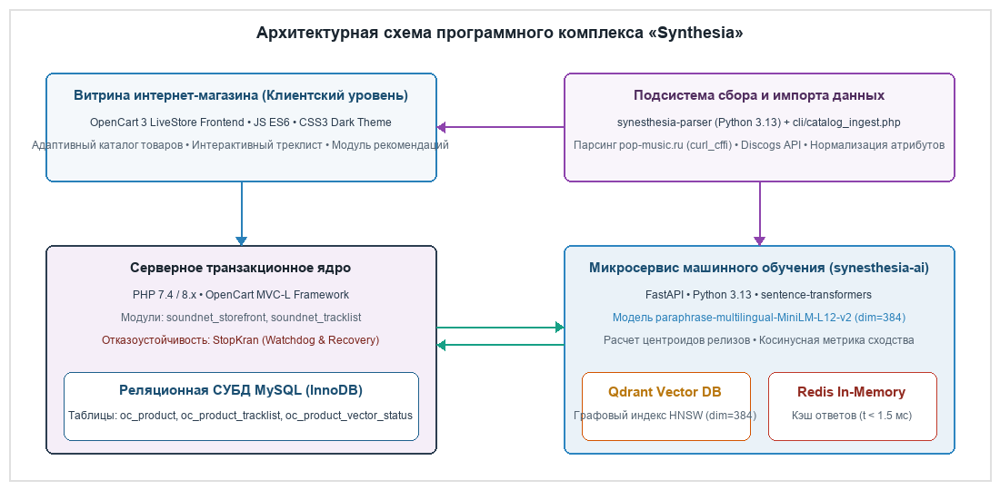 Архитектурная схема программного комплекса «Synthesia»
Витрина интернет-магазина (Клиентский уровень)
OpenCart 3 LiveStore Frontend • JS ES6 • CSS3 Dark Theme
Адаптивный каталог товаров • Интерактивный треклист • Модуль рекомендаций
Подсистема сбора и импорта данных
synesthesia-parser (Python 3.13) + cli/catalog_ingest.php
Парсинг pop-music.ru (curl_cffi) • Discogs API • Нормализация атрибутов
Серверное транзакционное ядро
PHP 7.4 / 8.x • OpenCart MVC-L Framework
Модули: soundnet_storefront, soundnet_tracklist
Отказоустойчивость: StopKran (Watchdog & Recovery)
Реляционная СУБД MySQL (InnoDB)
Таблицы: oc_product, oc_product_tracklist, oc_product_vector_status
Микросервис машинного обучения (synesthesia-ai)
FastAPI • Python 3.13 • sentence-transformers
Модель paraphrase-multilingual-MiniLM-L12-v2 (dim=384)
Расчет центроидов релизов • Косинусная метрика сходства
Qdrant Vector DB
Графовый индекс HNSW (dim=384)
Redis In-Memory
Кэш ответов (t < 1.5 мс)